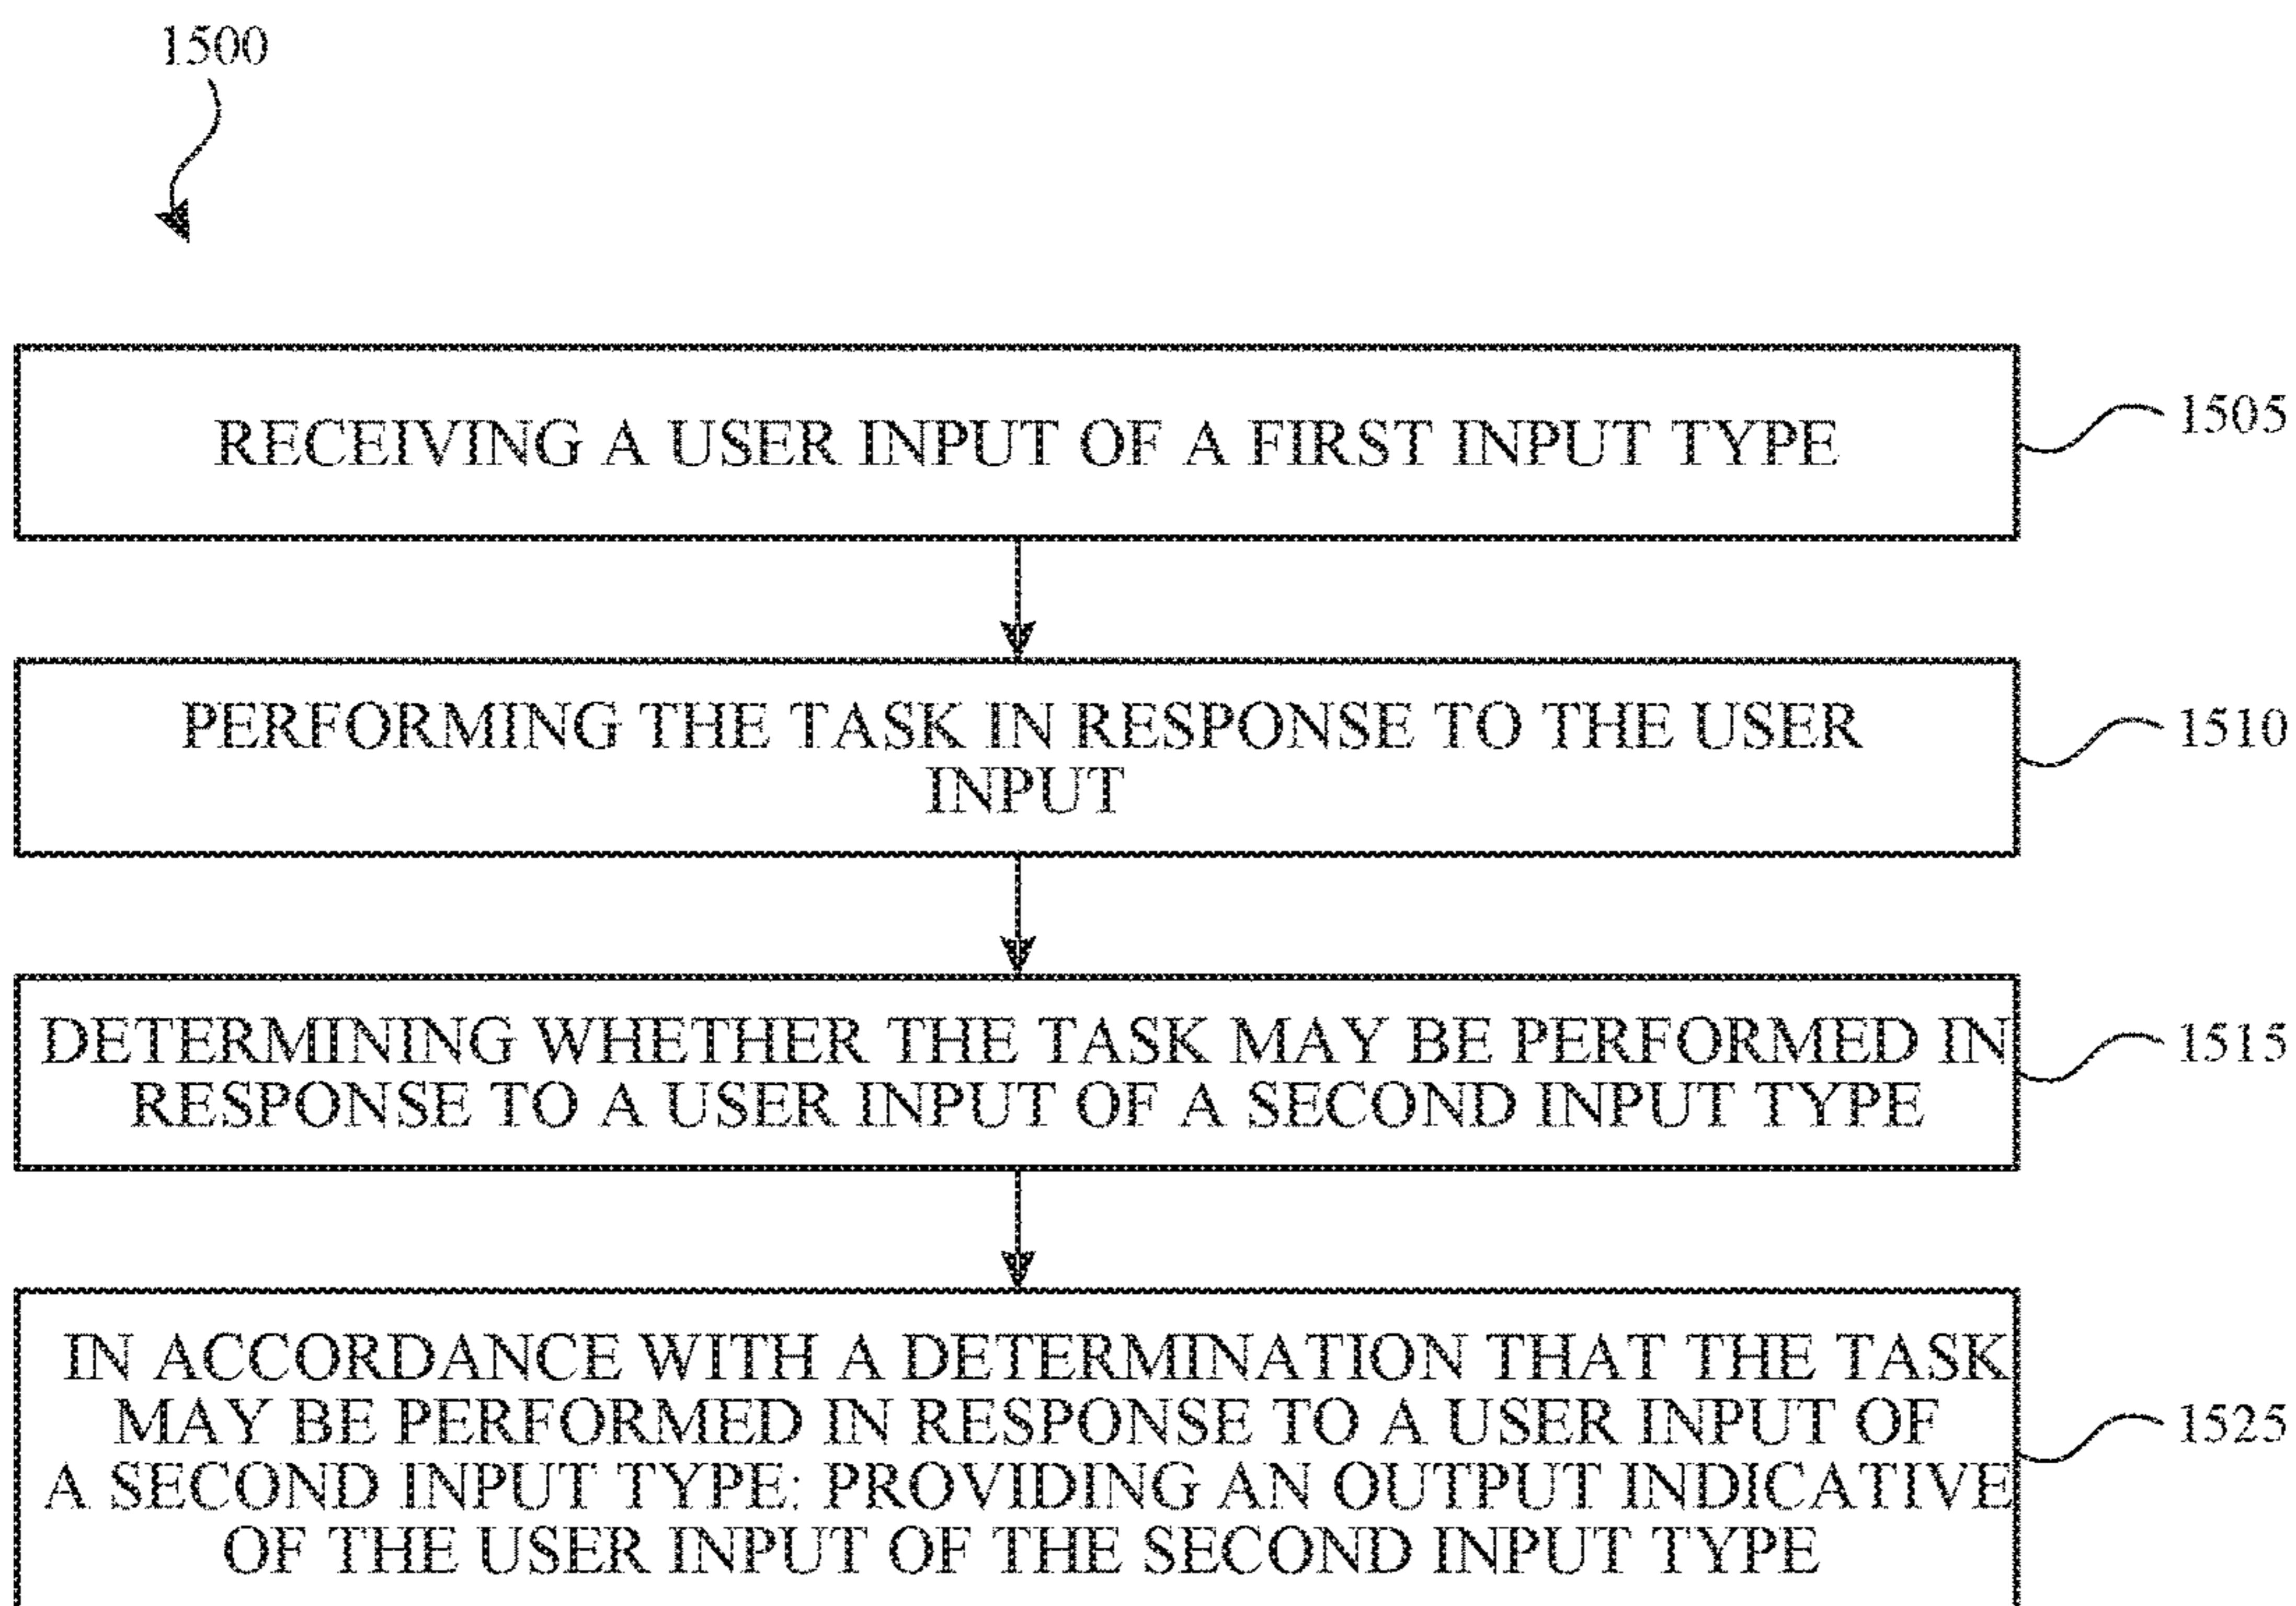 1500
RECEIVING A USER INPUT OF A FIRST INPUT TYPE
1505
PERFORMING THE TASK IN RESPONSE TO THE USER
INPUT
1510
DETERMINING WHETHER THE TASK MAY BE PERFORMED IN
RESPONSE TO A USER INPUT OF A SECOND INPUT TYPE
1515
IN ACCORDANCE WITH A DETERMINATION THAT THE TASK
MAY BE PERFORMED IN RESPONSE TO A USER INPUT OF
A SECOND INPUT TYPE: PROVIDING AN OUTPUT INDICATIVE
OF THE USER INPUT OF THE SECOND INPUT TYPE
1525